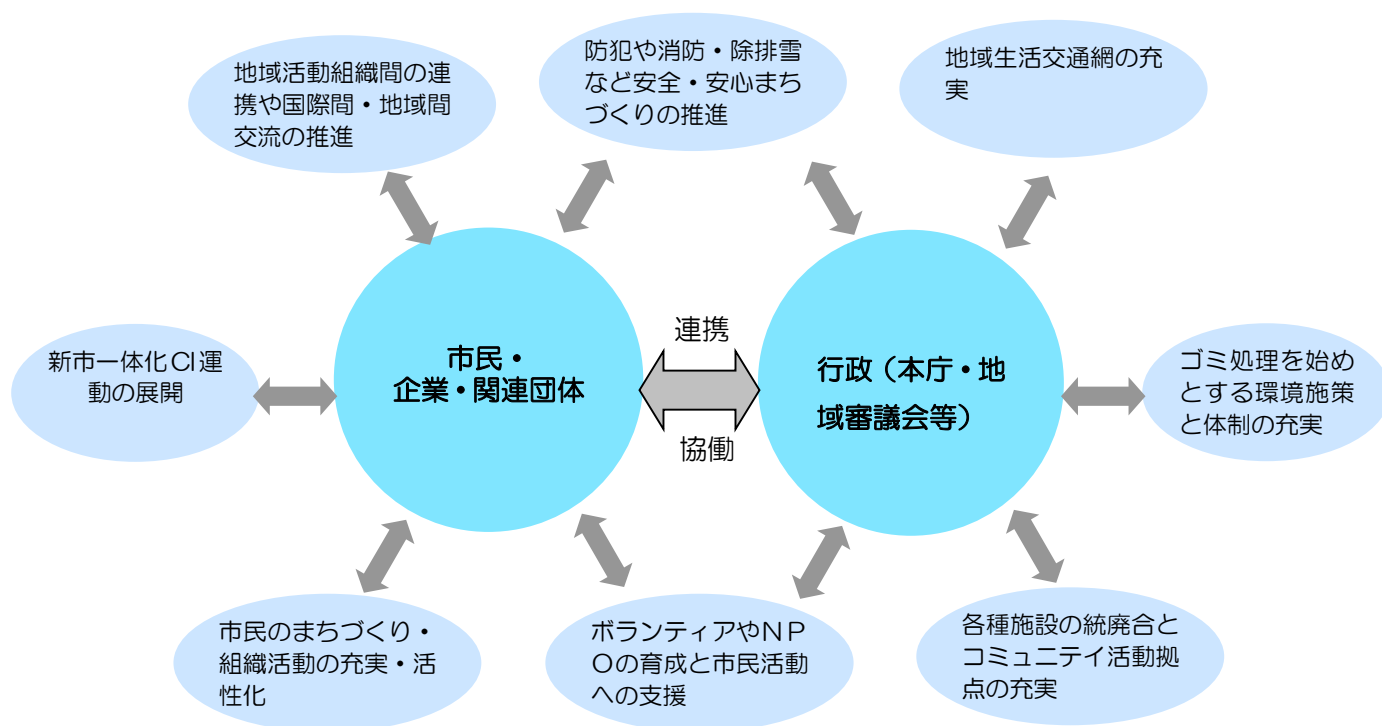 地域活動組織間の連
携や国際間・地域間
交流の推進
防犯や消防・除排雪
など安全・安心まち
づくりの推進
地域生活交通網の充
実
新市一体化CI運
動の展開
市民・
企業・関連団体
連携
協働
行政（本庁・地
域審議会等）
ゴミ処理を始め
とする環境施策
と体制の充実
市民のまちづくり・
組織活動の充実・活
性化
ボランティアやＮＰ
Ｏの育成と市民活動
への支援
各種施設の統廃合と
コミュニテイ活動拠
点の充実